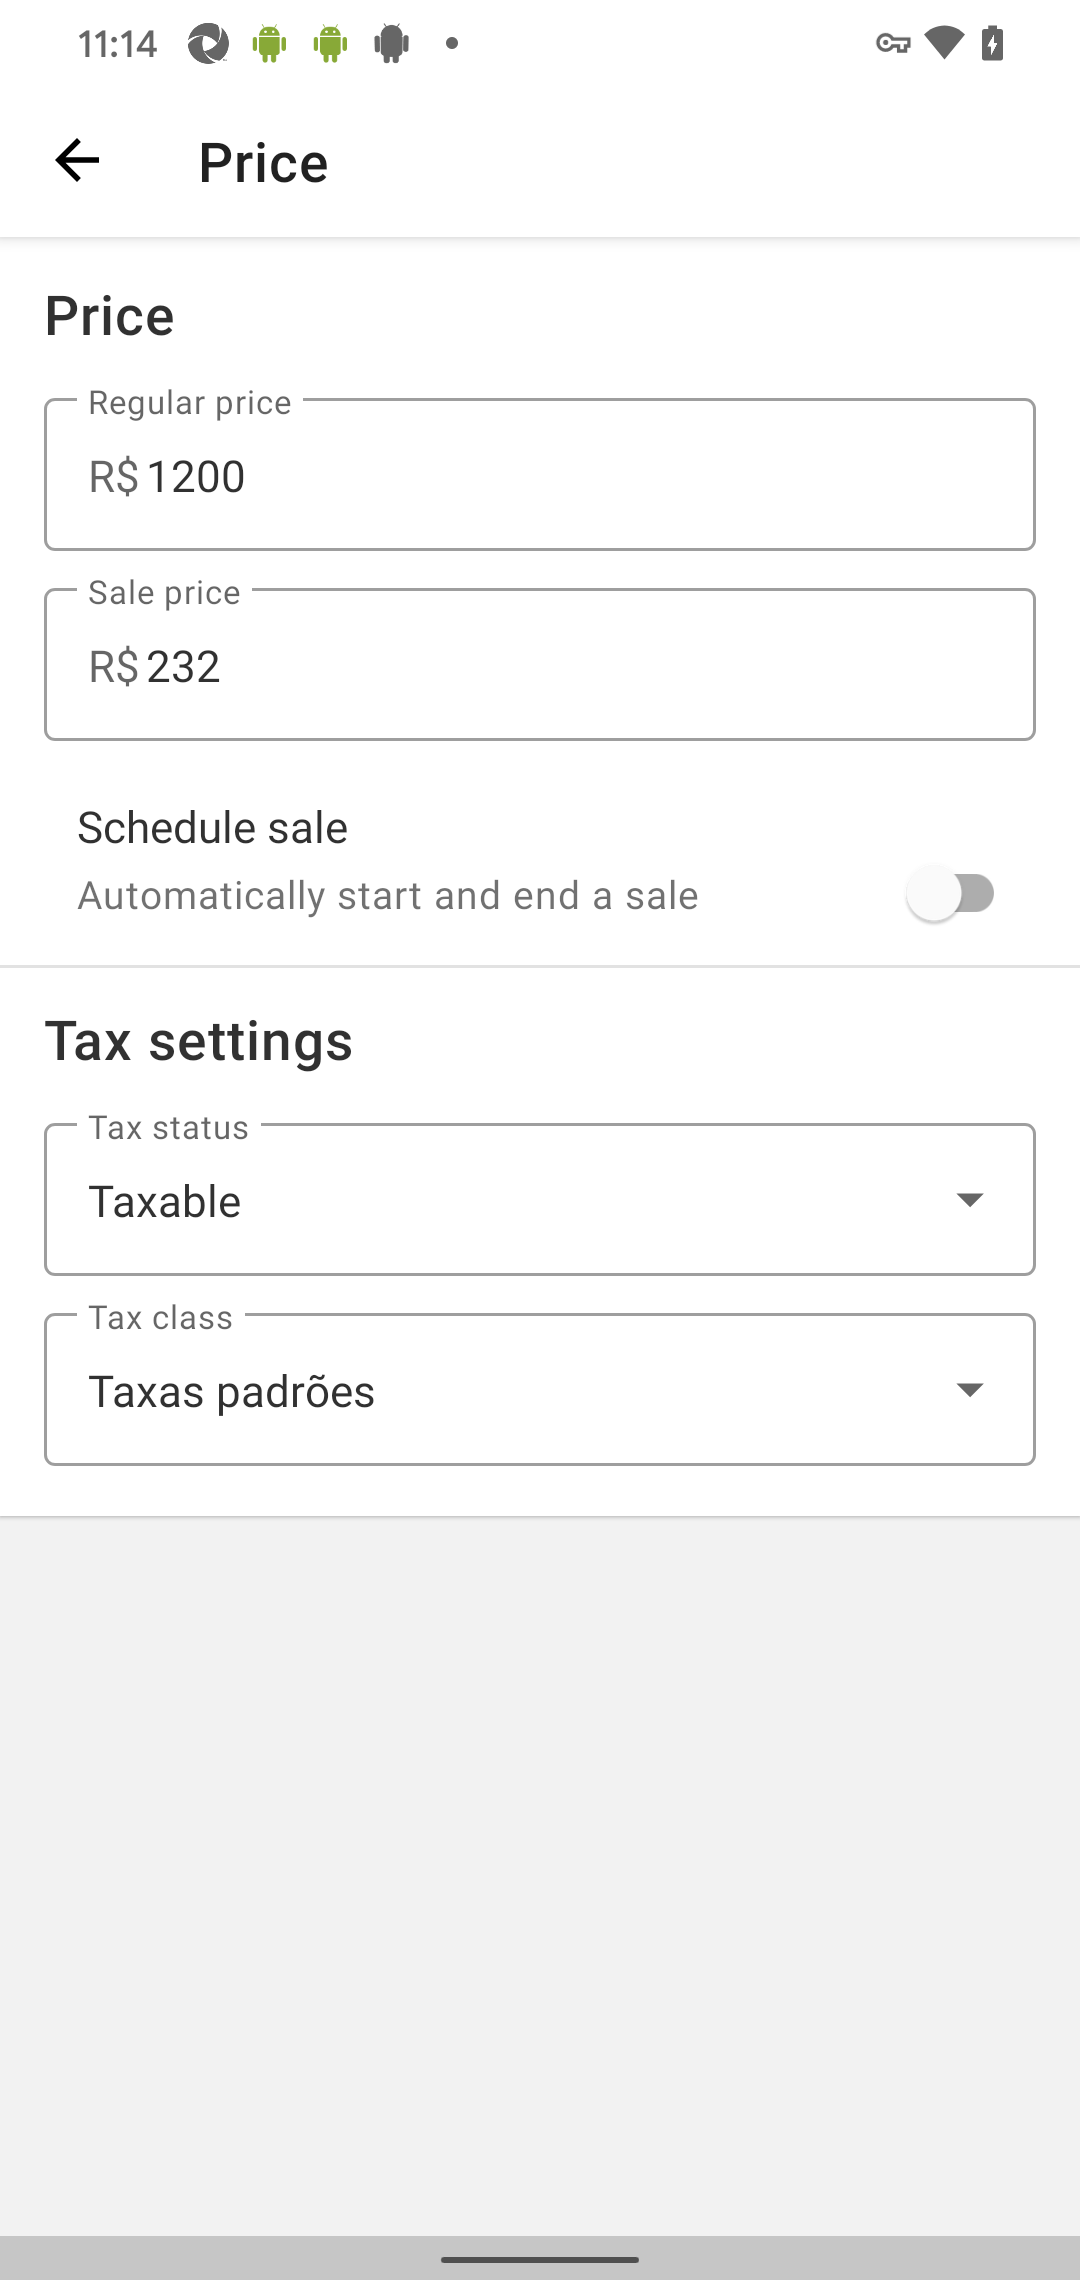 11:14
Price
Price
Regular price
R$ 1200
Sale price
R$ 232
Schedule sale
Automatically start and end a sale
Tax settings
Tax status
Taxable
Tax class
Taxas padrões